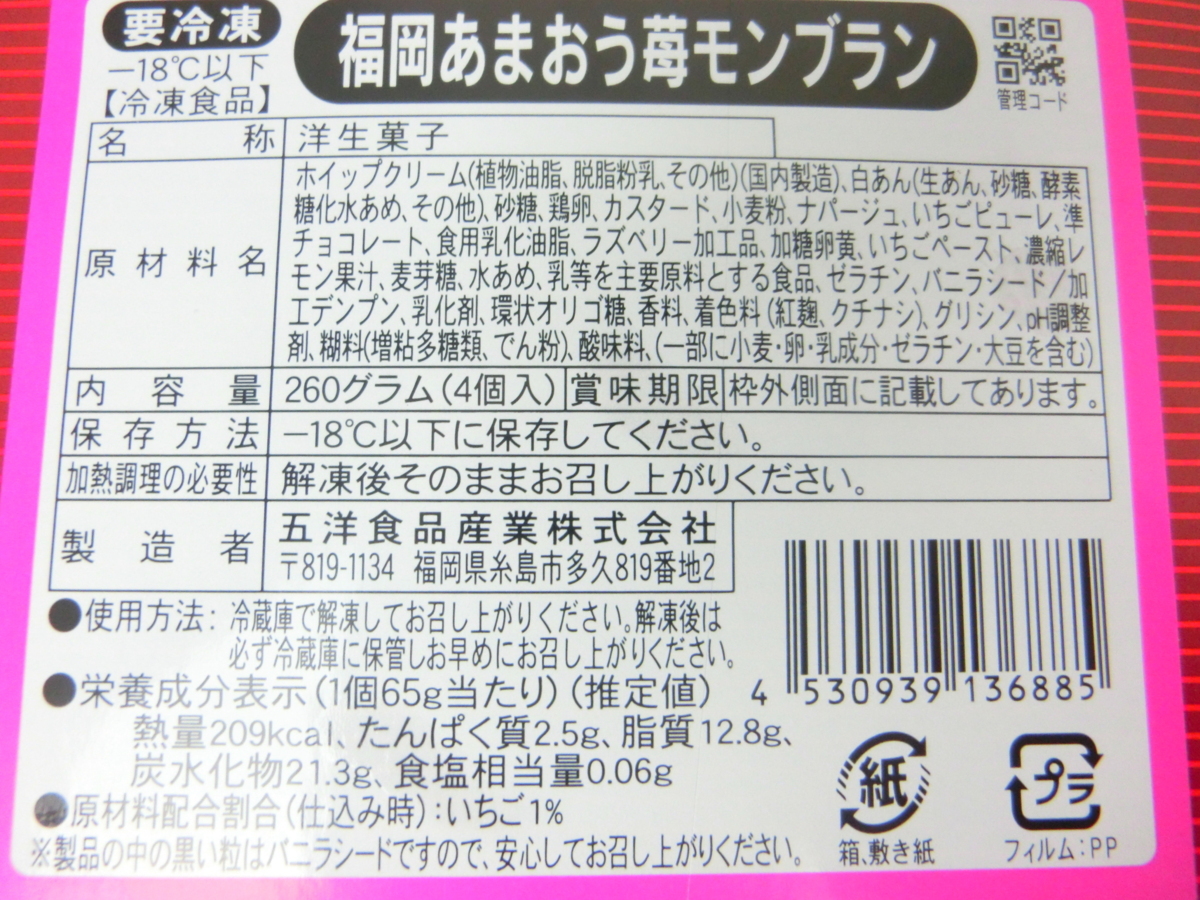 要冷凍
−18℃以下
【冷凍食品】
福岡あまおう苺モンブラン
管理コード
名称 洋生菓子
原材料名
ホイップクリーム(植物油脂、脱脂粉乳、その他)(国内製造)、白あん(生あん、砂糖、酵素
糖化水あめ、その他)、砂糖、鶏卵、カスタード、小麦粉、ナパージュ、いちごピューレ、準
チョコレート、食用乳化油脂、ラズベリー加工品、加糖卵黄、いちごペースト、濃縮レ
モン果汁、麦芽糖、水あめ、乳等を主要原料とする食品、ゼラチン、バニラシード/加
工デンプン、乳化剤、環状オリゴ糖、香料、着色料(紅麹、クチナシ)、グリシン、pH調整
剤、糊料(増粘多糖類、でん粉)、酸味料、(一部に小麦・卵・乳成分・ゼラチン・大豆を含む)
内容量 260グラム(4個入) 賞味期限 枠外側面に記載してあります。
保存方法 −18℃以下に保存してください。
加熱調理の必要性 解凍後そのままお召し上がりください。
製造者 五洋食品産業株式会社
〒819-1134 福岡県糸島市多久819番地2
●使用方法:冷蔵庫で解凍してお召し上がりください。解凍後は
必ず冷蔵庫に保管しお早めにお召し上がりください。
●栄養成分表示(1個65g当たり)(推定値)
熱量209kcal、たんぱく質2.5g、脂質12.8g、
炭水化物21.3g、食塩相当量0.06g
●原材料配合割合(仕込み時):いちご1%
※製品の中の黒い粒はバニラシードですので、安心してお召し上がりください。
4 530939 136885
紙
箱、敷き紙
プラ
フィルム:PP